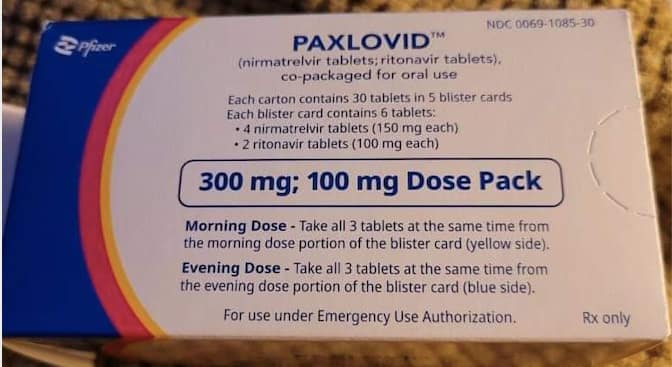 NDC 0069-1085-30
Pfizer
PAXLOVID™
(nirmatrelvir tablets; ritonavir tablets),
co-packaged for oral use
Each carton contains 30 tablets in 5 blister cards
Each blister card contains 6 tablets:
• 4 nirmatrelvir tablets (150 mg each)
• 2 ritonavir tablets (100 mg each)
300 mg; 100 mg Dose Pack
Morning Dose - Take all 3 tablets at the same time from
the morning dose portion of the blister card (yellow side).
Evening Dose - Take all 3 tablets at the same time from
the evening dose portion of the blister card (blue side).
For use under Emergency Use Authorization.
Rx only